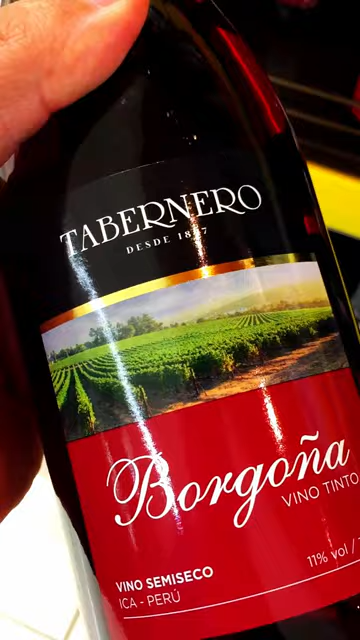 TABERNERO
DESDE 1897
Borgoña
VINO TINTO
VINO SEMISECO
ICA - PERÚ
11% vol /